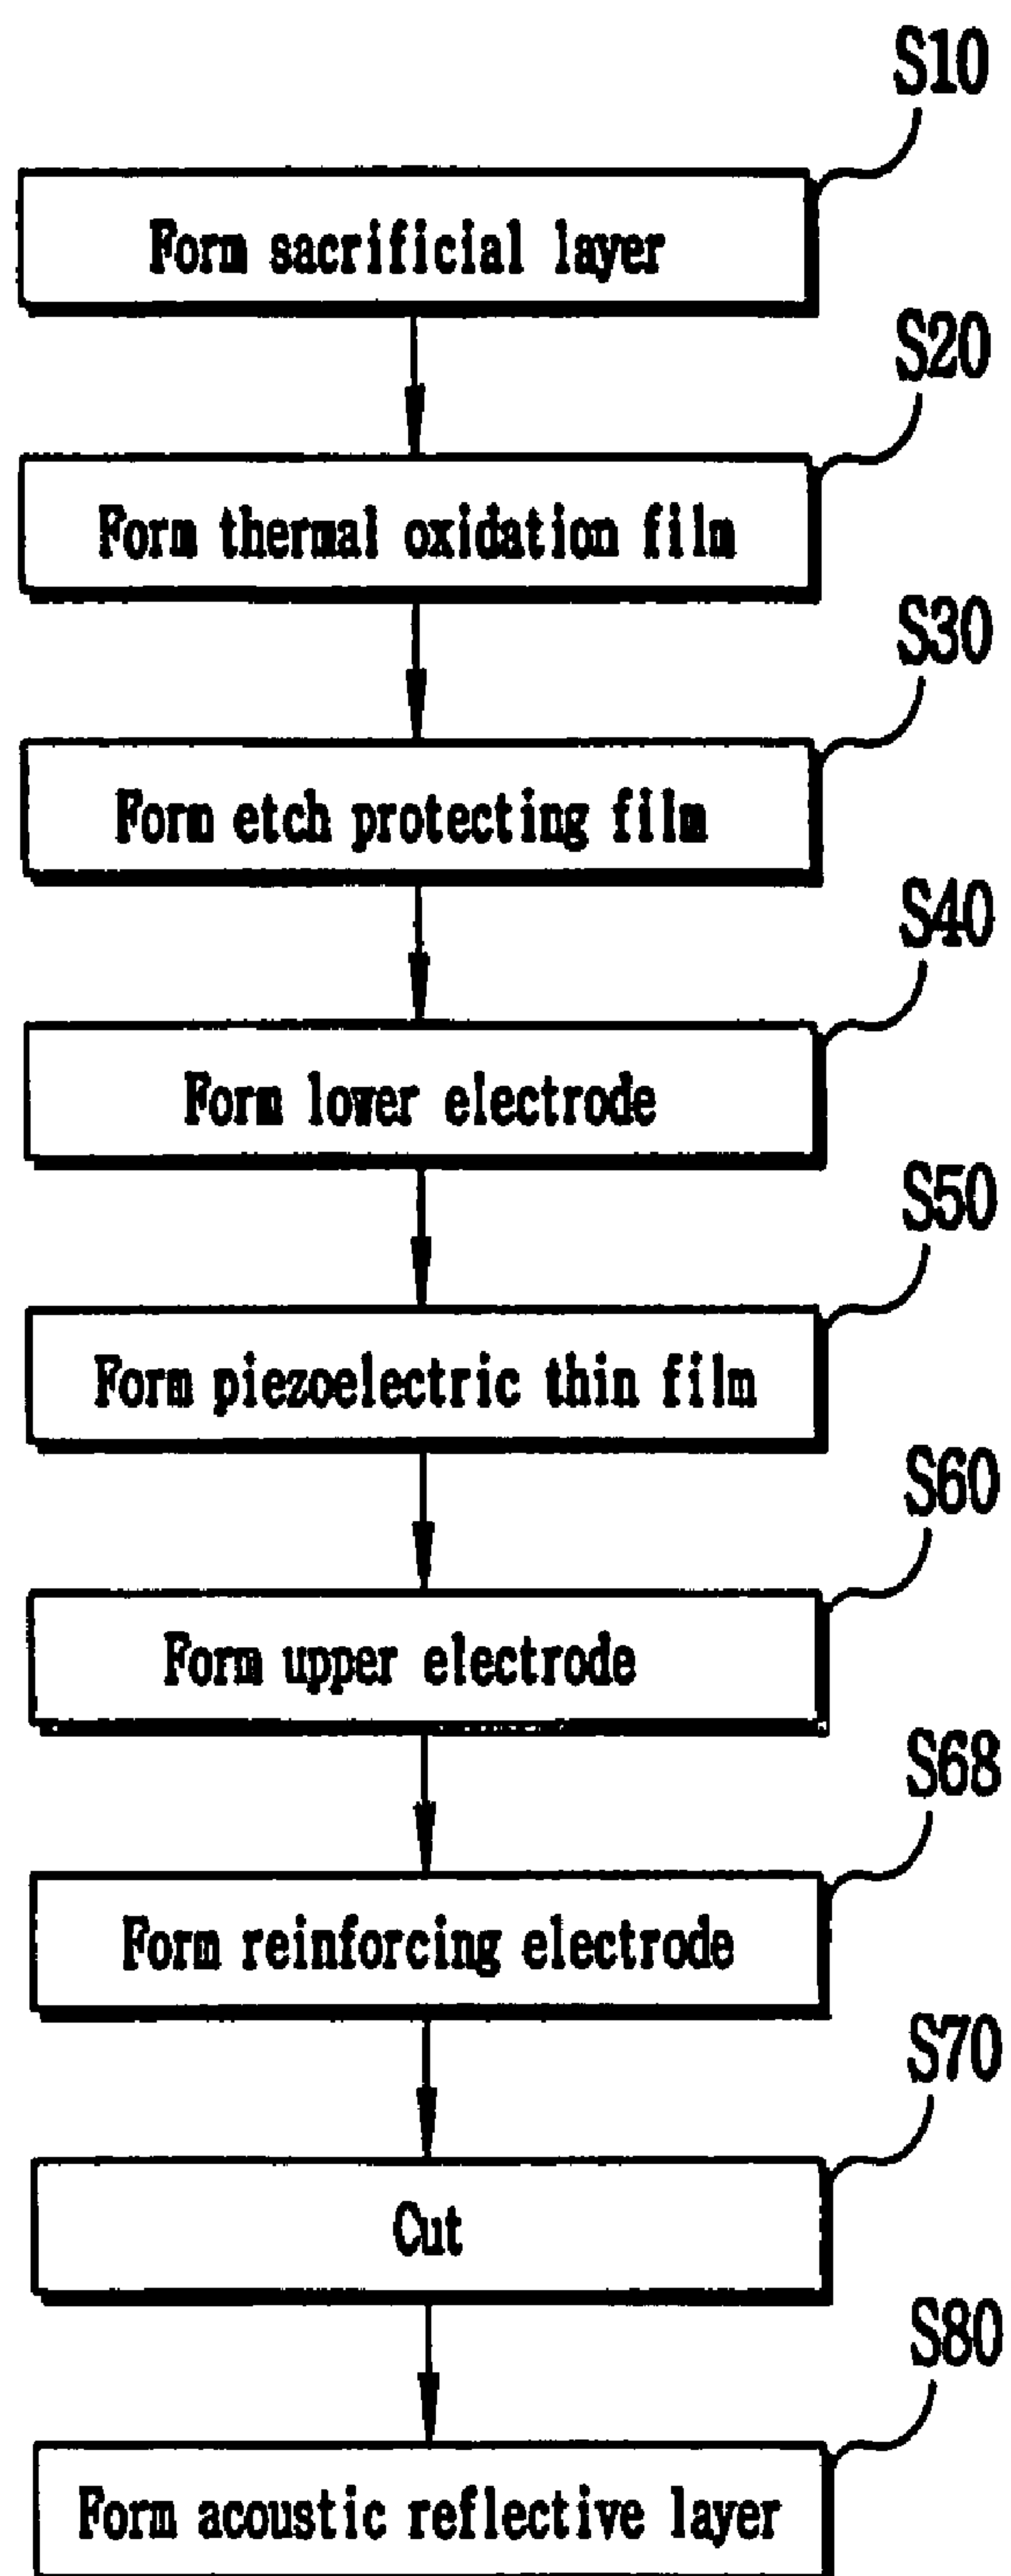 S10
Form sacrificial layer
S20
Form thermal oxidation film
S30
Form etch protecting film
S40
Form lower electrode
S50
Form piezoelectric thin film
S60
Form upper electrode
S68
Form reinforcing electrode
S70
Cut
S80
Form acoustic reflective layer